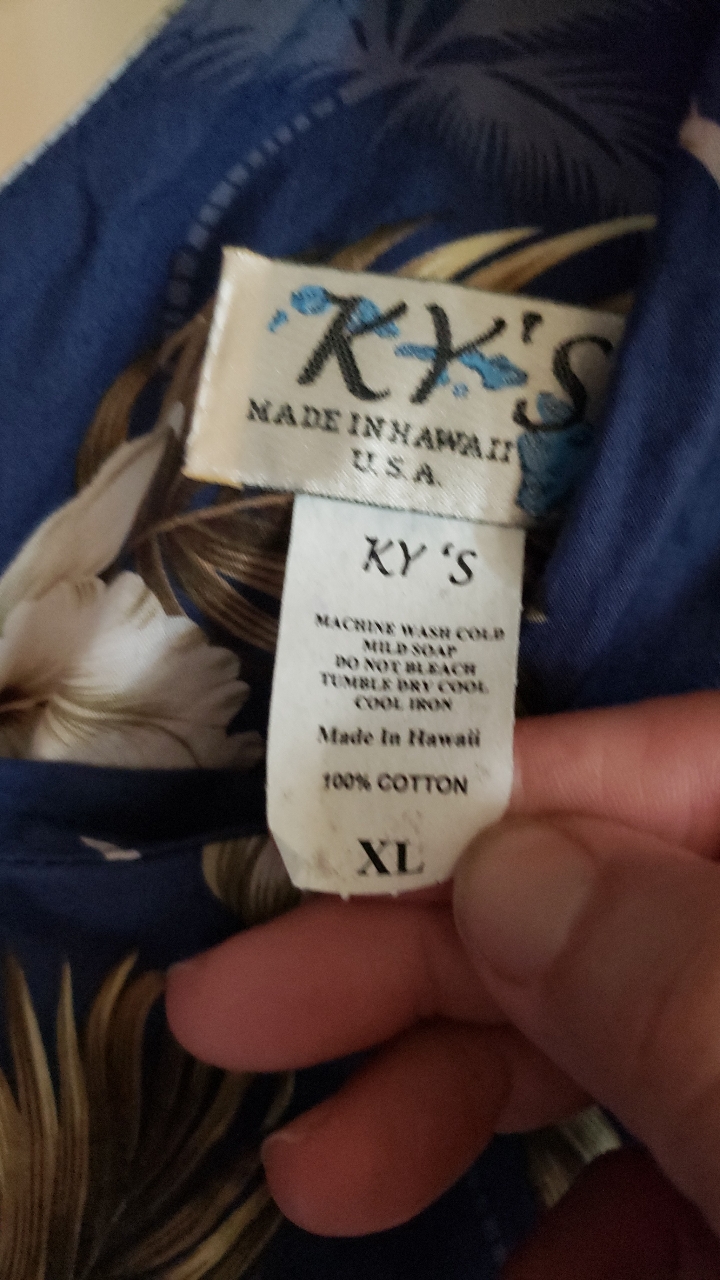 KY'S
MADE IN HAWAII
U.S.A.
KY 'S
MACHINE WASH COLD
MILD SOAP
DO NOT BLEACH
TUMBLE DRY COOL
COOL IRON
Made In Hawaii
100% COTTON
XL